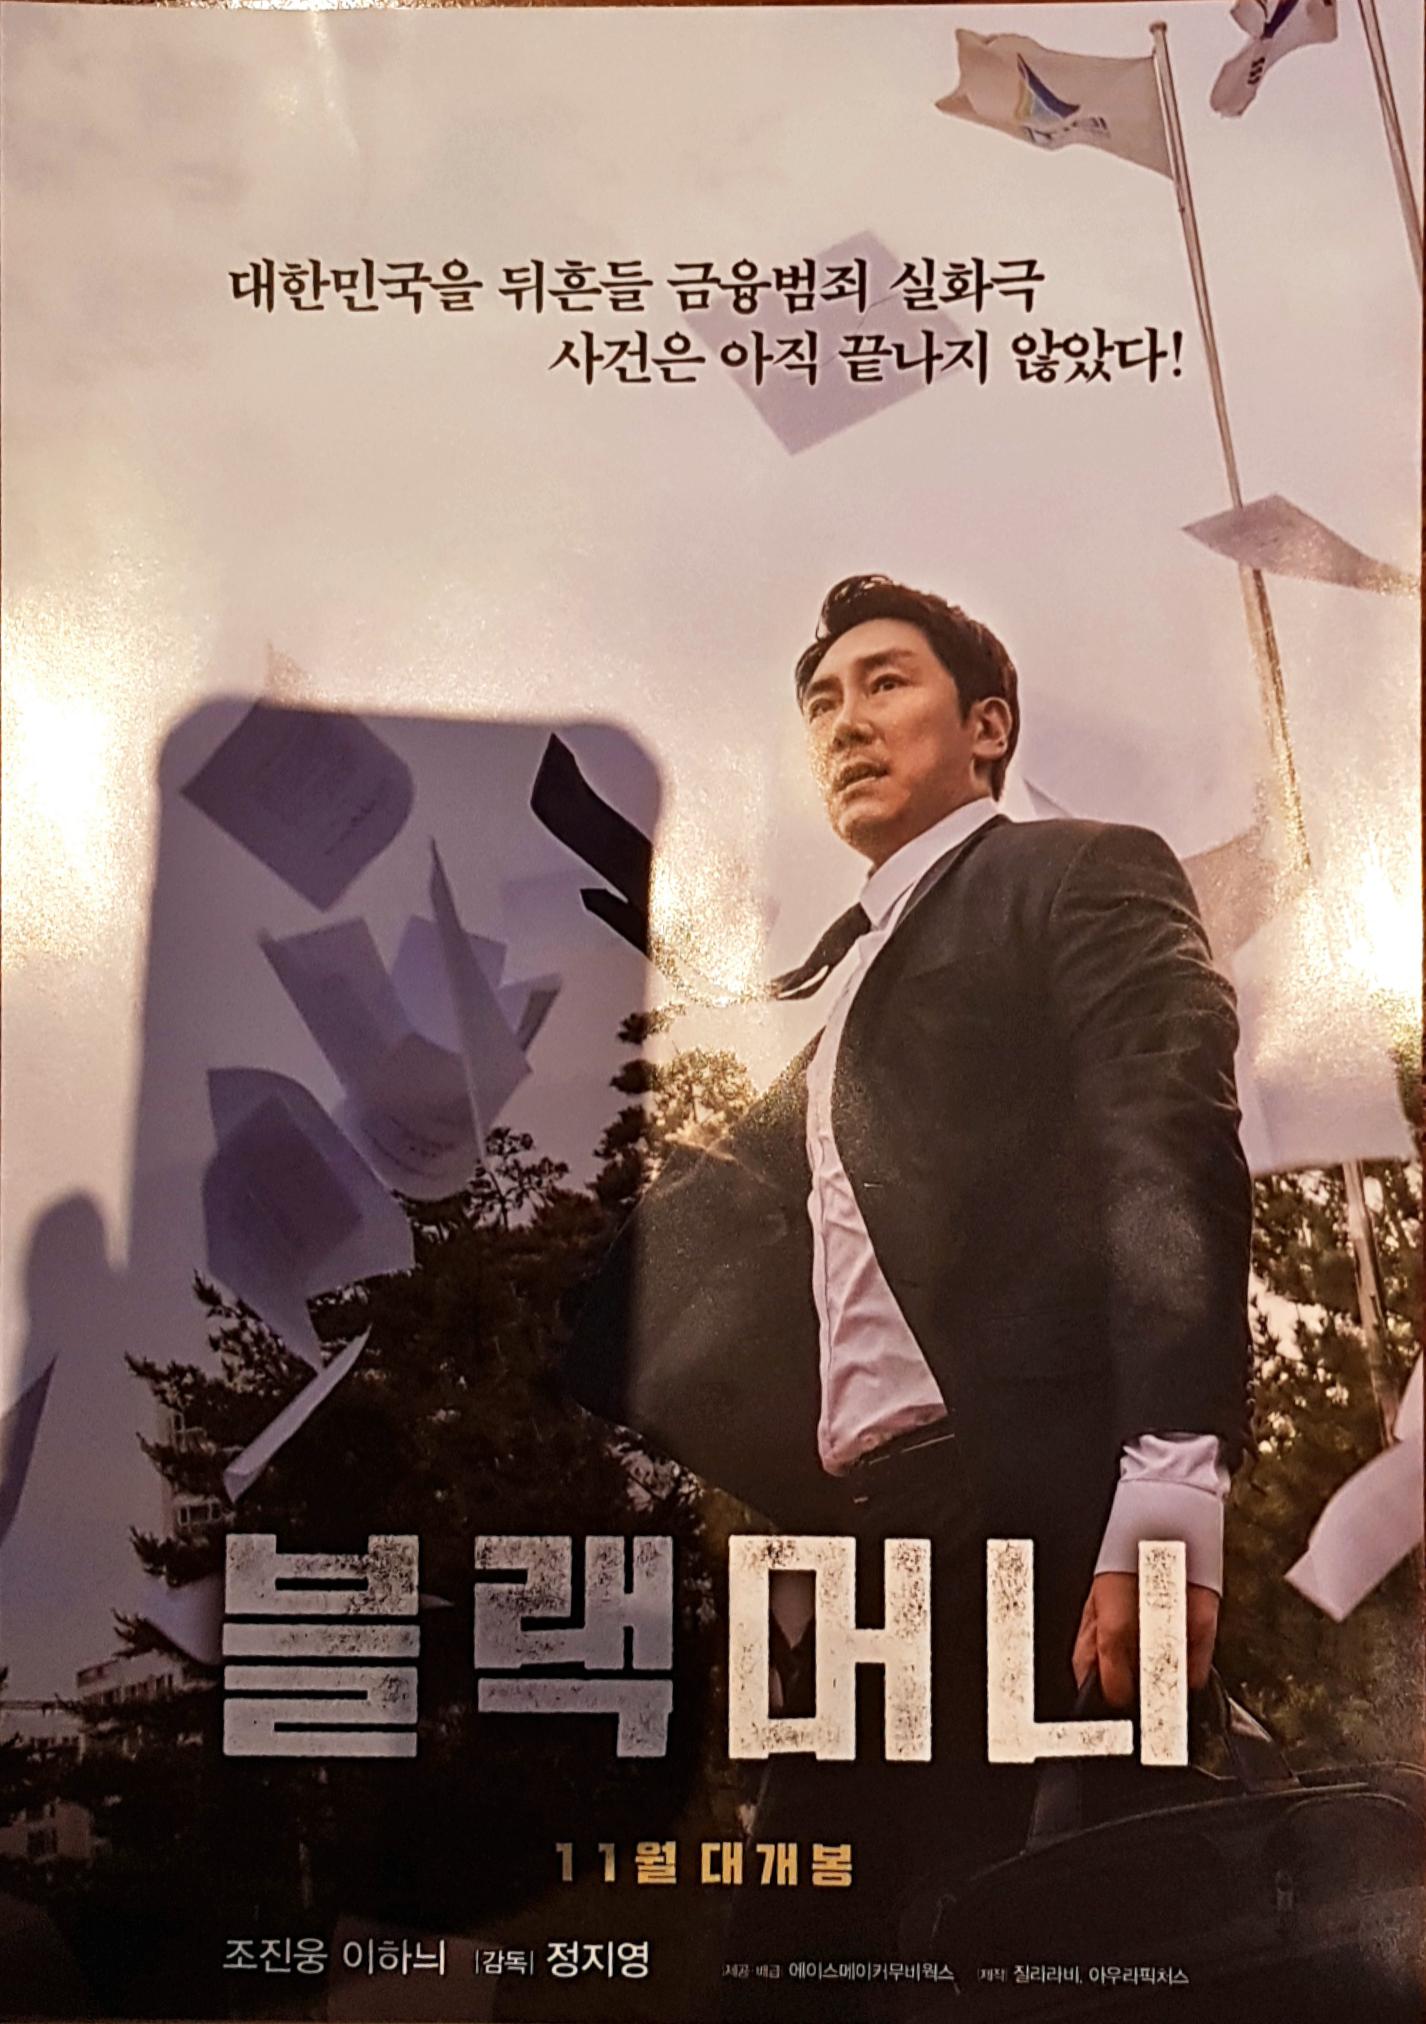 대한민국을 뒤흔들 금융범죄 실화극
사건은 아직 끝나지 않았다!
블랙머니
11월 대개봉
조진웅 이하늬 |감독| 정지영 |제공·배급| 에이스메이커무비웍스 |제작| 질라라비, 아우라픽처스